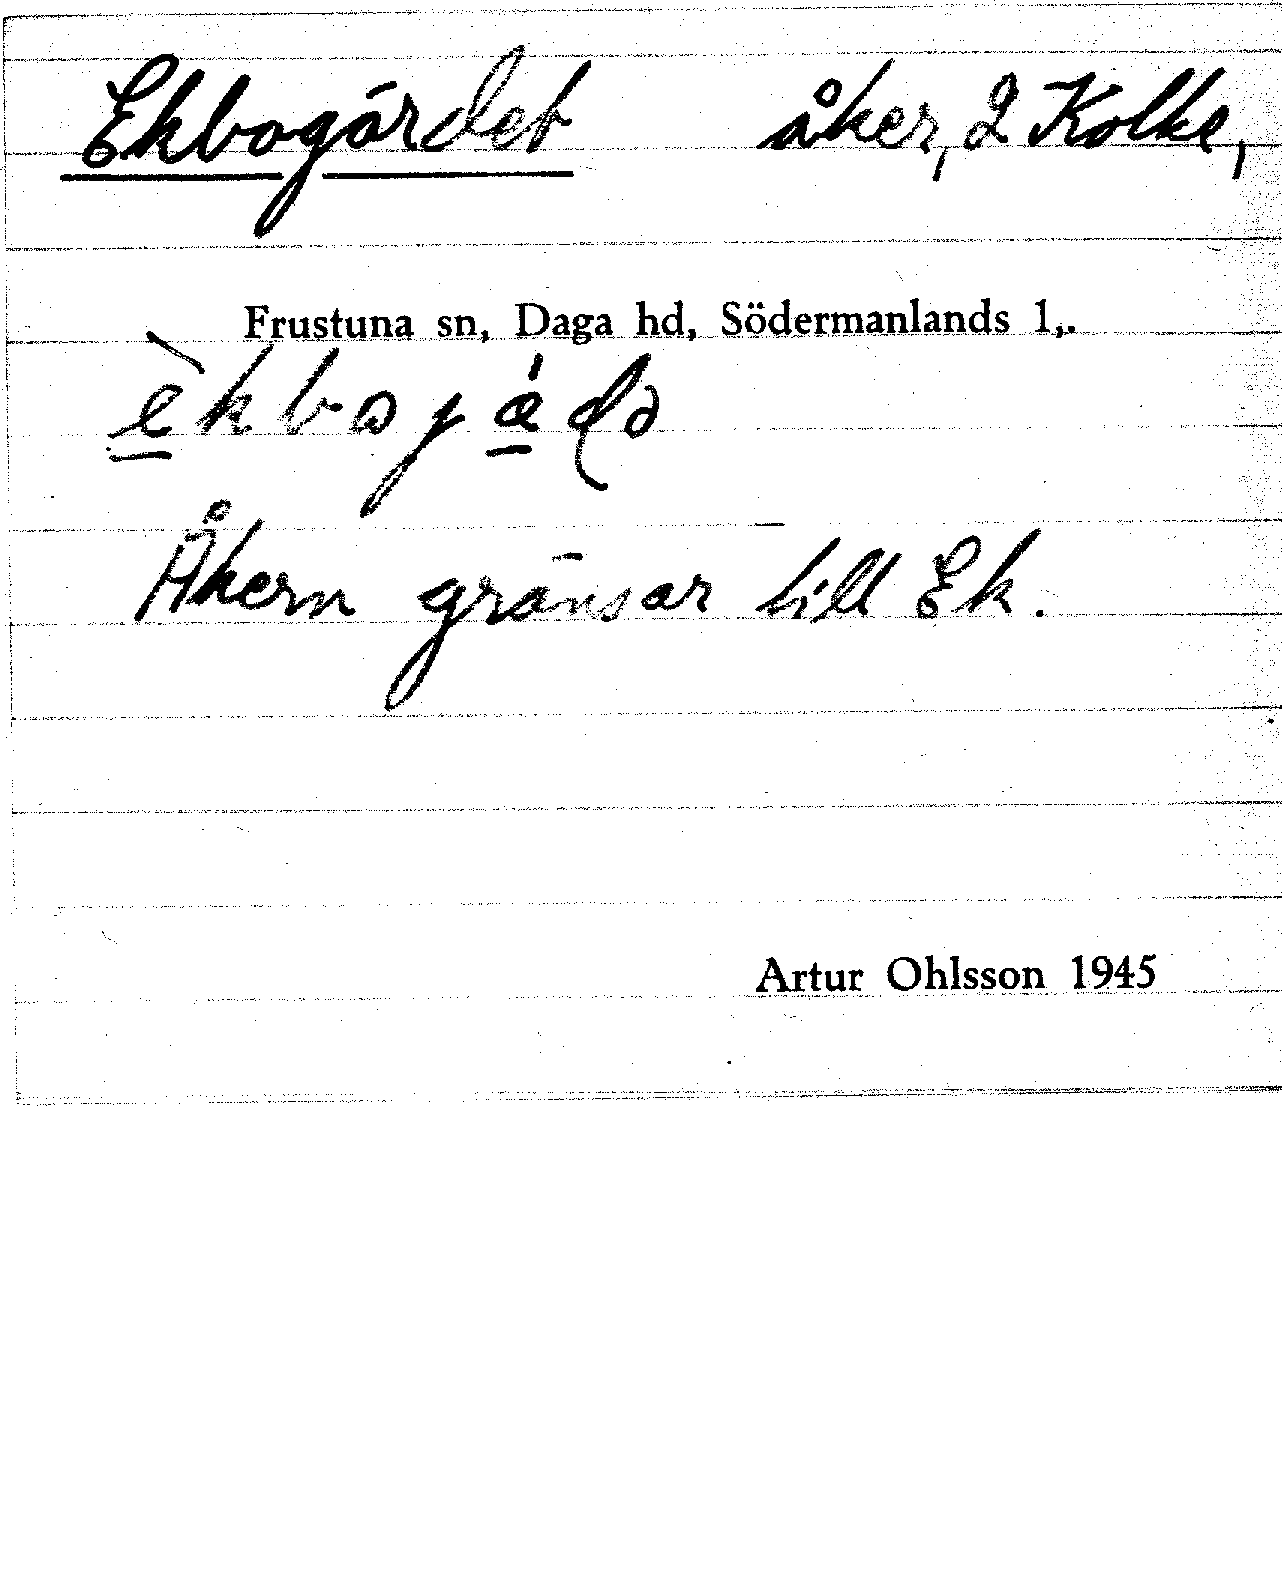 Ekbogärdet åker, 2 Kolke,
Frustuna sn, Daga hd, Södermanlands l,.
Åkern gränsar till Ek.
Artur Ohlsson 1945